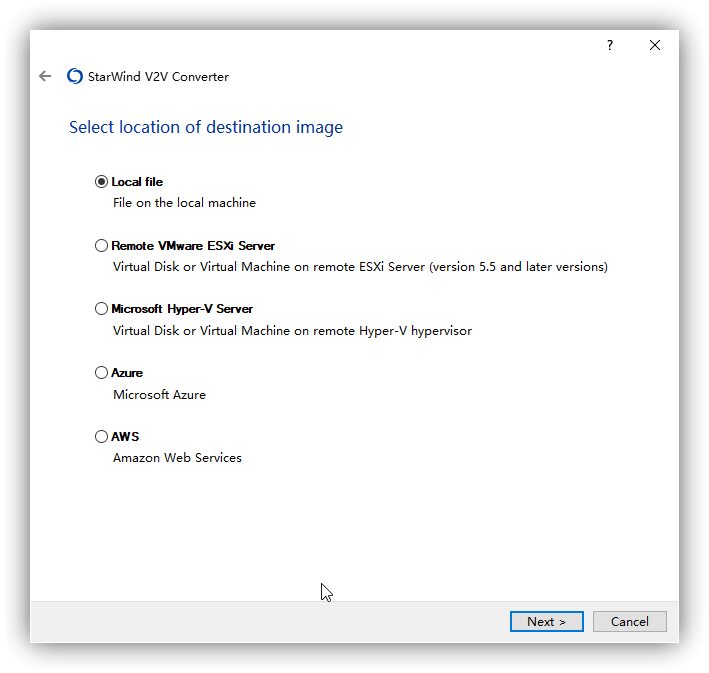 ?
StarWind V2V Converter
Select location of destination image
Local file
File on the local machine
Remote VMware ESXi Server
Virtual Disk or Virtual Machine on remote ESXi Server (version 5.5 and later versions)
Microsoft Hyper-V Server
Virtual Disk or Virtual Machine on remote Hyper-V hypervisor
Azure
Microsoft Azure
AWS
Amazon Web Services
Next >
Cancel